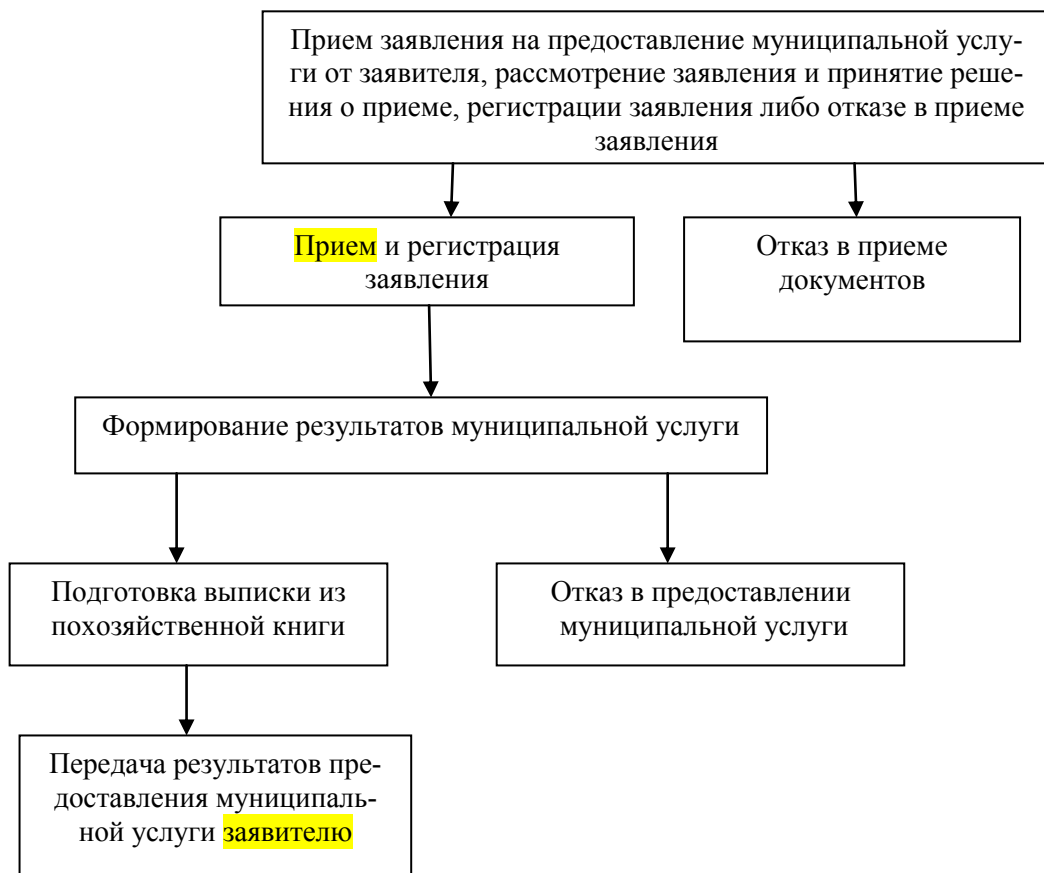 Прием заявления на предоставление муниципальной услу-
ги от заявителя, рассмотрение заявления и принятие реше-
ния о приеме, регистрации заявления либо отказе в приеме
заявления
Прием и регистрация
заявления
Отказ в приеме
документов
Формирование результатов муниципальной услуги
Подготовка выписки из
похозяйственной книги
Отказ в предоставлении
муниципальной услуги
Передача результатов пре-
доставления муниципаль-
ной услуги заявителю